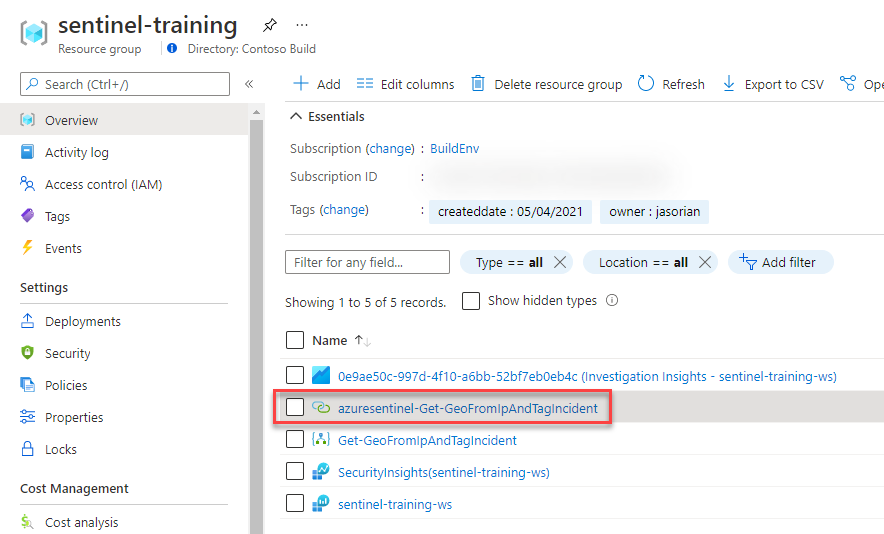 sentinel-training
Resource group
Directory: Contoso Build
Search (Ctrl+/)
Overview
Activity log
Access control (IAM)
Tags
Events
Settings
Deployments
Security
Policies
Properties
Locks
Cost Management
Cost analysis
Add Edit columns Delete resource group Refresh Export to CSV
Essentials
Subscription (change) : BuildEnv
Subscription ID :
Tags (change) : createddate : 05/04/2021 owner : jasorian
Filter for any field... Type == all Location == all Add filter
Showing 1 to 5 of 5 records. Show hidden types
Name
0e9ae50c-997d-4f10-a6bb-52bf7eb0eb4c (Investigation Insights - sentinel-training-ws)
azuresentinel-Get-GeoFromIpAndTagIncident
Get-GeoFromIpAndTagIncident
SecurityInsights(sentinel-training-ws)
sentinel-training-ws